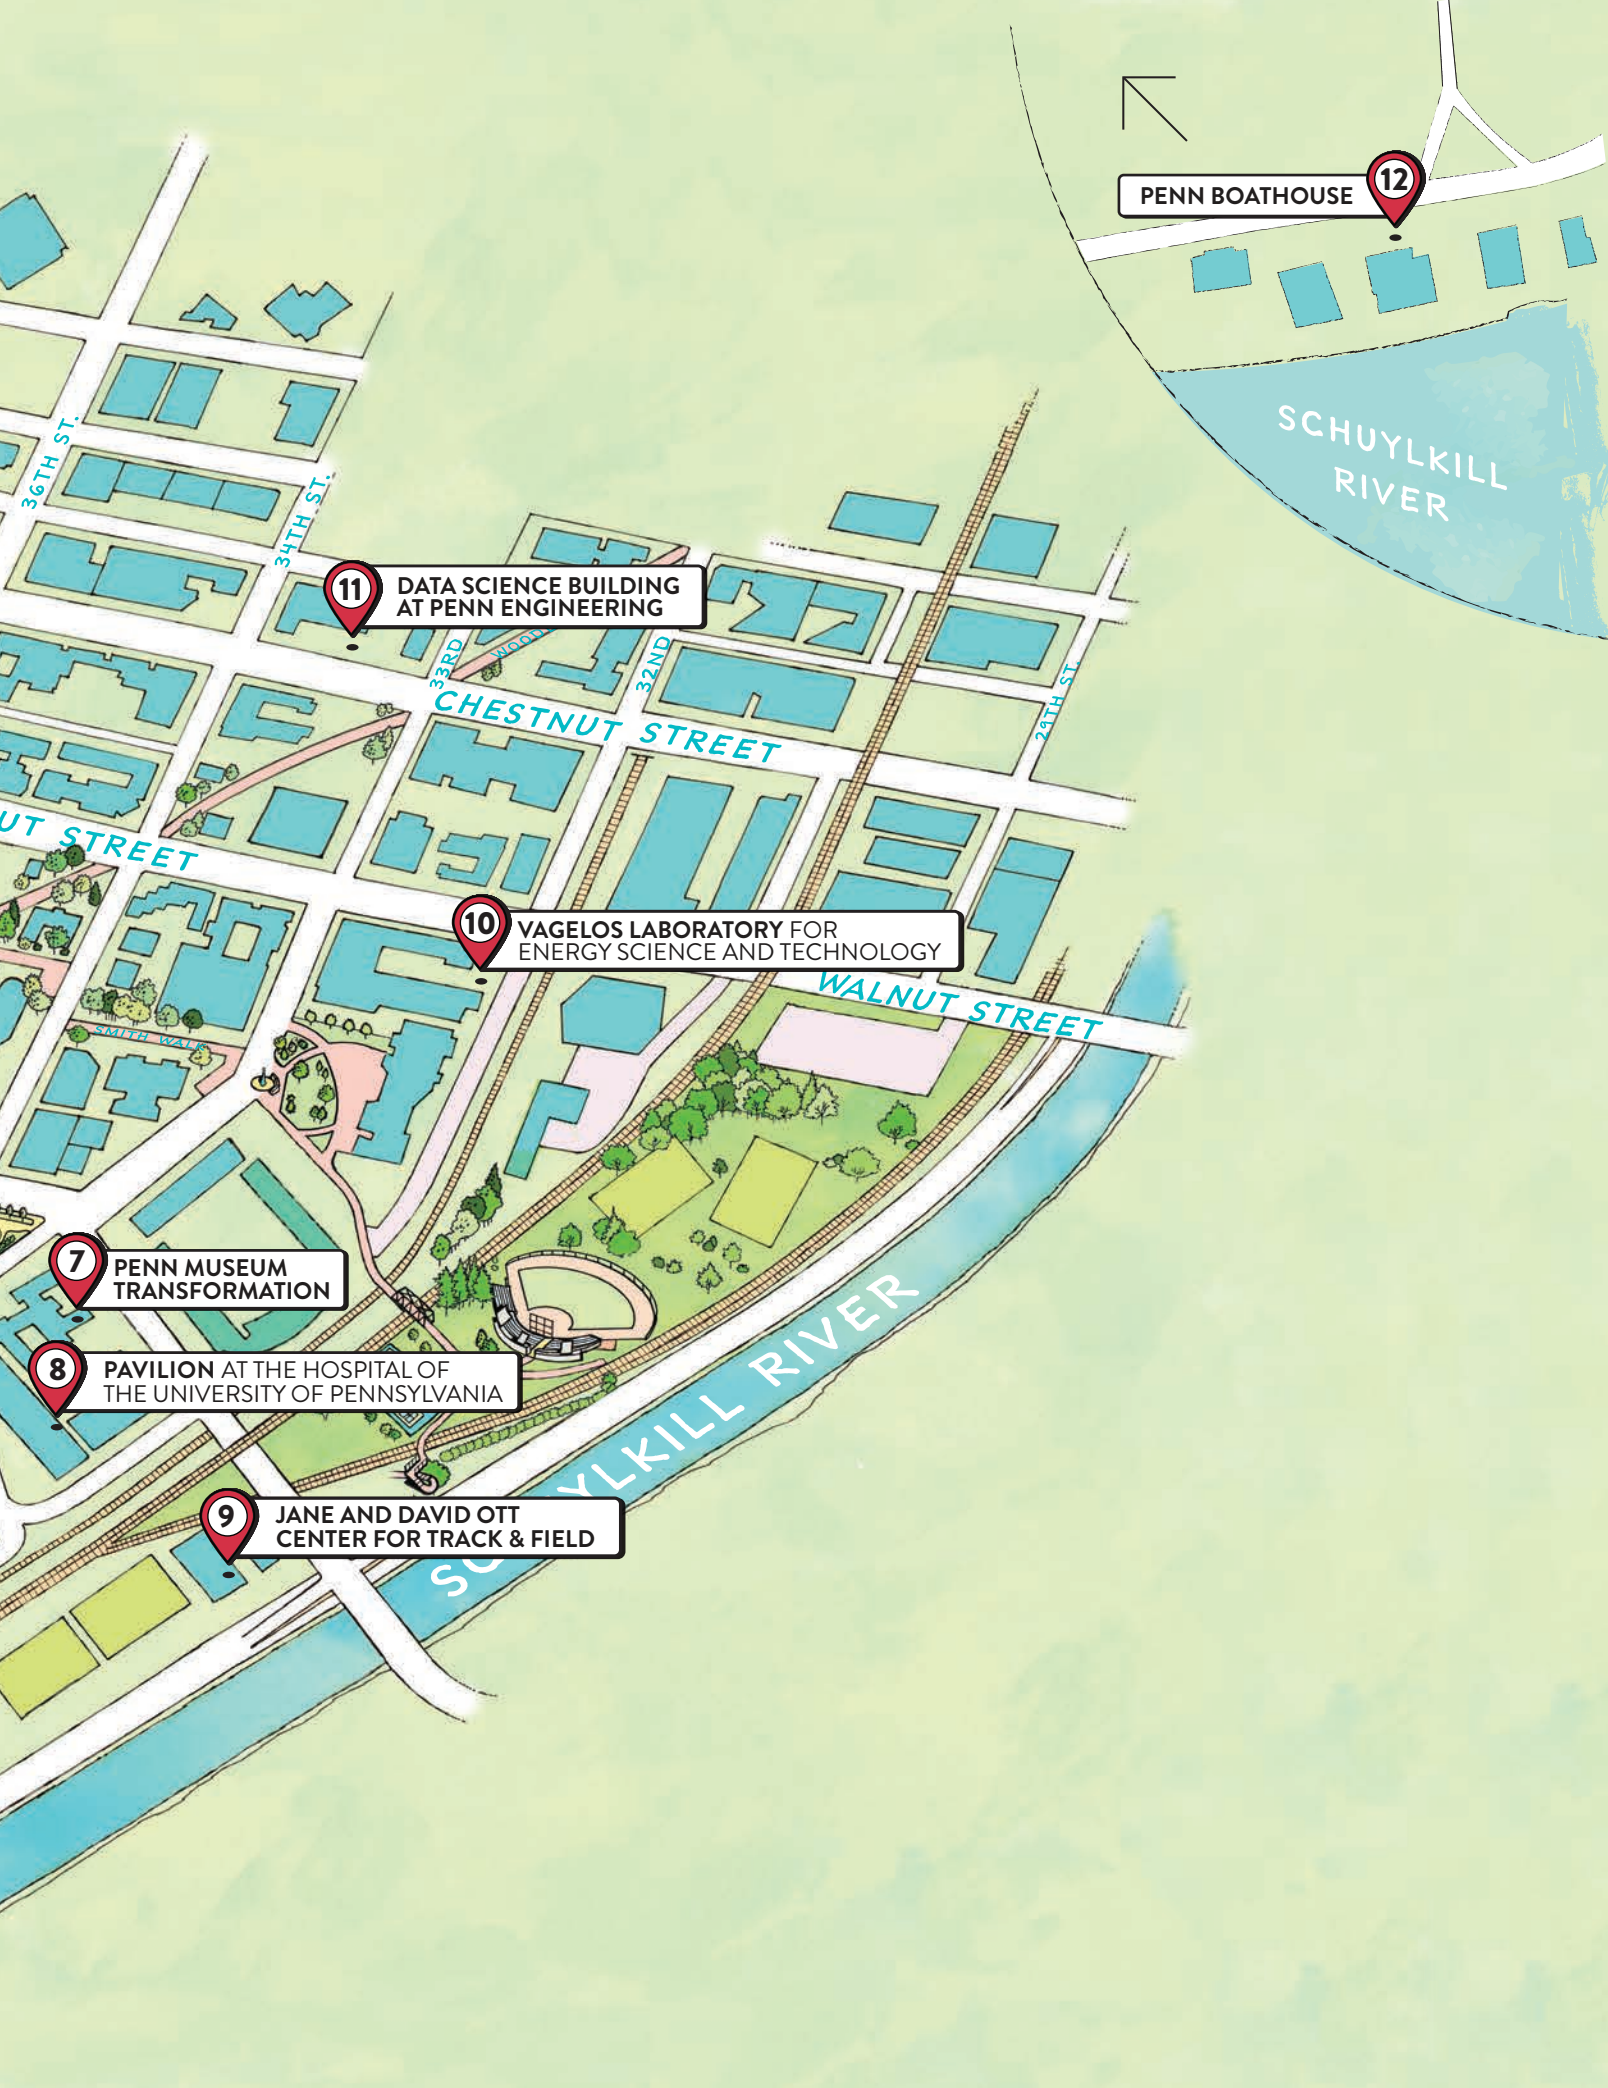 12
PENN BOATHOUSE
SCHUYLKILL
RIVER
36TH ST.
34TH ST.
11
DATA SCIENCE BUILDING
AT PENN ENGINEERING
33RD
32ND
29TH ST.
CHESTNUT STREET
STREET
10
VAGELOS LABORATORY FOR
ENERGY SCIENCE AND TECHNOLOGY
WALNUT STREET
SMITH WALK
7
PENN MUSEUM
TRANSFORMATION
8
PAVILION AT THE HOSPITAL OF
THE UNIVERSITY OF PENNSYLVANIA
RIVER
9
JANE AND DAVID OTT
CENTER FOR TRACK & FIELD